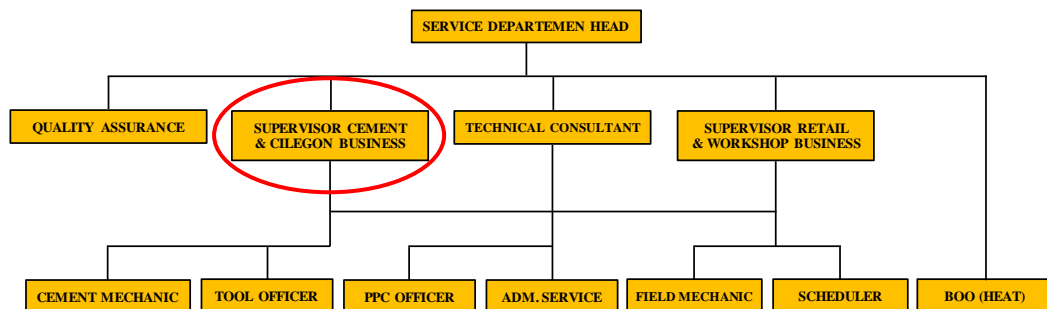 SERVICE DEPARTEMEN HEAD
QUALITY ASSURANCE
SUPERVISOR CEMENT
& CILEGON BUSINESS
TECHNICAL CONSULTANT
SUPERVISOR RETAIL
& WORKSHOP BUSINESS
CEMENT MECHANIC
TOOL OFFICER
PPC OFFICER
ADM. SERVICE
FIELD MECHANIC
SCHEDULER
BOO (HEAT)